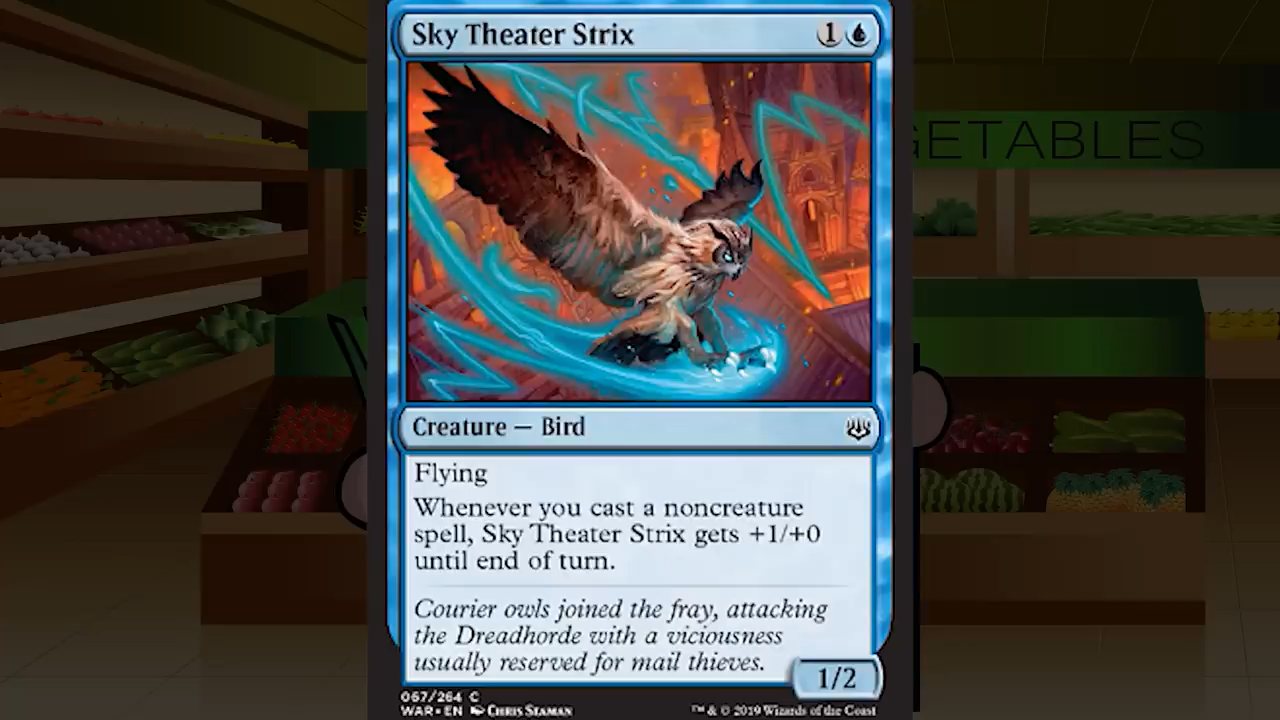 Sky Theater Strix
1
GETABLES
Creature — Bird
Flying
Whenever you cast a noncreature
spell, Sky Theater Strix gets +1/+0
until end of turn.
Courier owls joined the fray, attacking
the Dreadhorde with a viciousness
usually reserved for mail thieves.
1/2
067/264 C
WAR • EN Chris Seaman
™ & © 2019 Wizards of the Coast